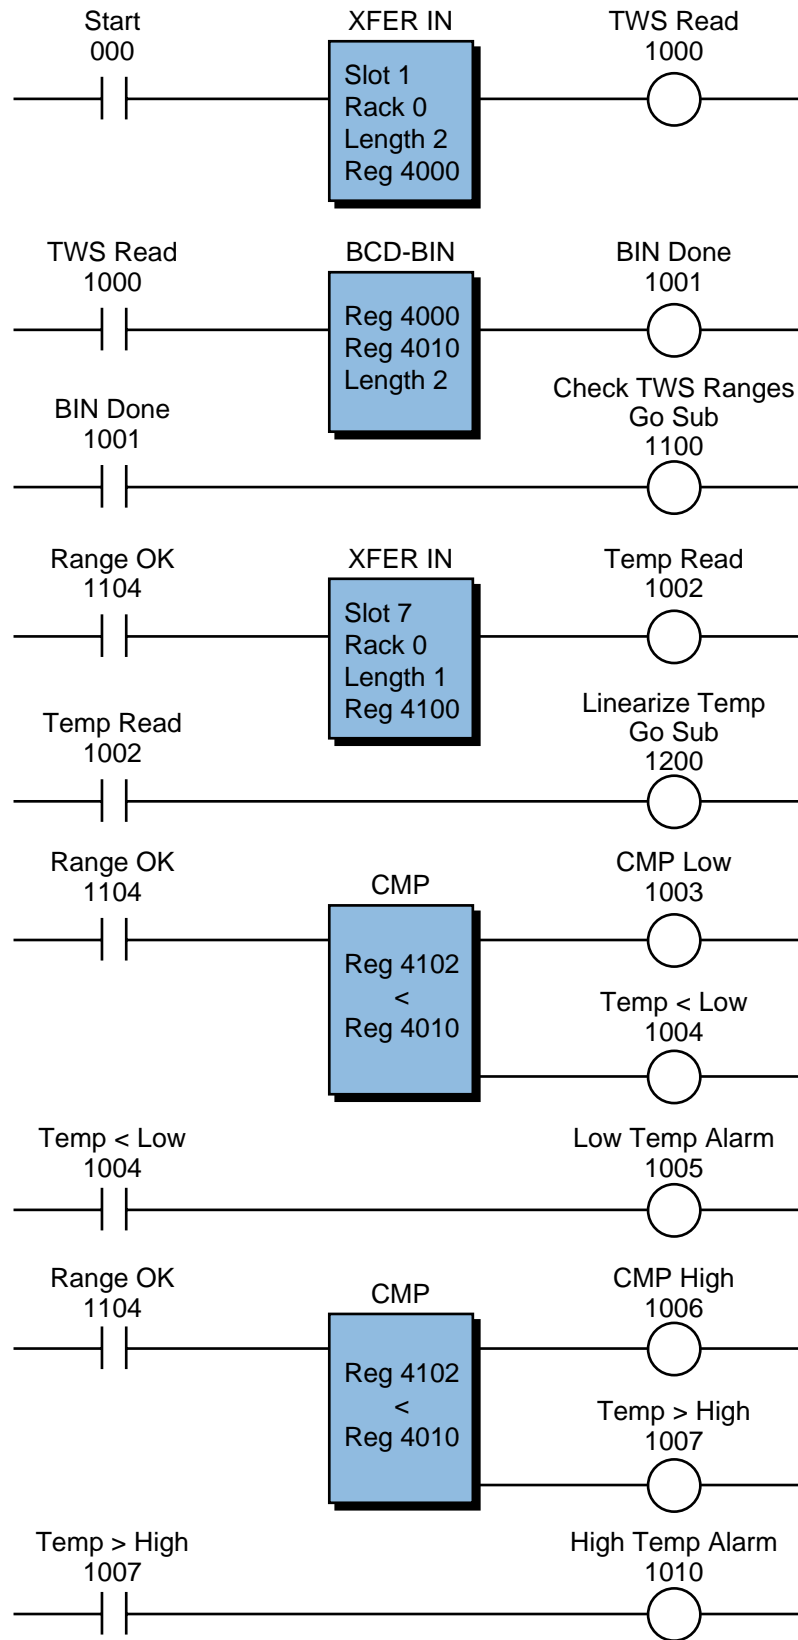 Start
000
XFER IN
Slot 1
Rack 0
Length 2
Reg 4000
TWS Read
1000
TWS Read
1000
BCD-BIN
Reg 4000
Reg 4010
Length 2
BIN Done
1001
BIN Done
1001
Check TWS Ranges
Go Sub
1100
Range OK
1104
XFER IN
Slot 7
Rack 0
Length 1
Reg 4100
Temp Read
1002
Temp Read
1002
Linearize Temp
Go Sub
1200
Range OK
1104
CMP
Reg 4102
<
Reg 4010
CMP Low
1003
Temp < Low
1004
Temp < Low
1004
Low Temp Alarm
1005
Range OK
1104
CMP
Reg 4102
<
Reg 4010
CMP High
1006
Temp > High
1007
Temp > High
1007
High Temp Alarm
1010